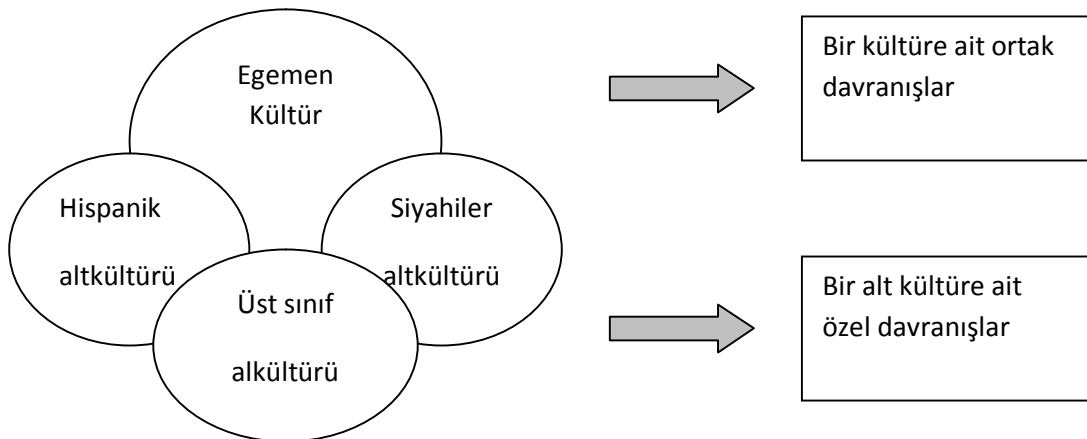 Egemen
Kültür
Bir kültüre ait ortak
davranışlar
Hispanik
altkültürü
Siyahiler
altkültürü
Üst sınıf
alkültürü
Bir alt kültüre ait
özel davranışlar